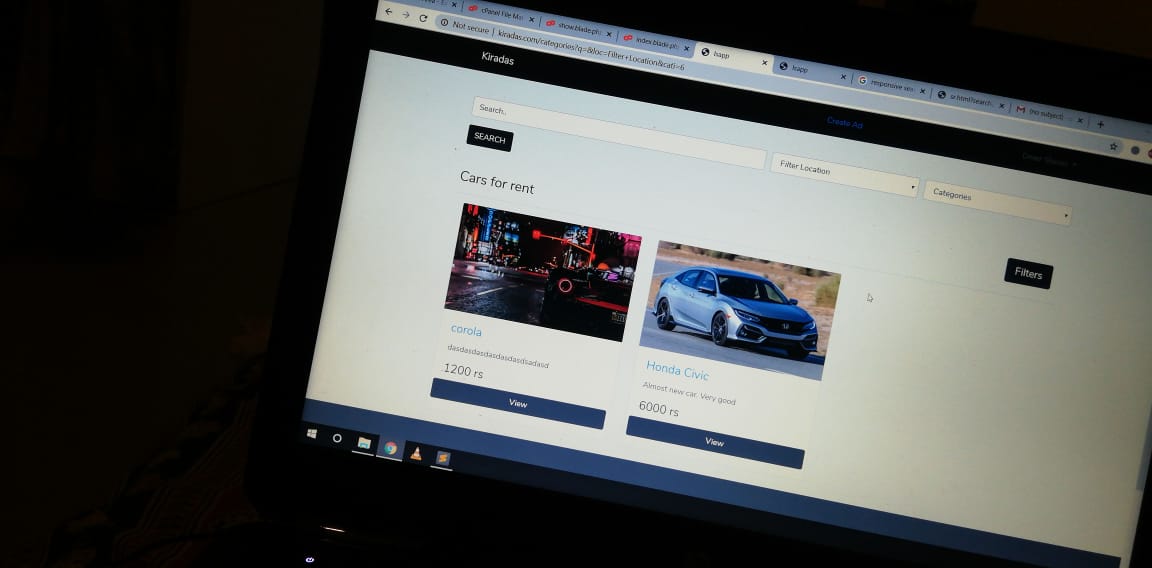 cPanel File Ma
show.blade.ph
index.blade.ph
lsapp
lsapp
responsive sea
sr.html?search
(no subject)
Not secure | kiradas.com/categories?q=&loc=Filter+Location&cati=6
Kiradas
Create Ad
Search..
Filter Location
Categories
SEARCH
Cars for rent
Filters
corola
dasdasdasdasdasdasdsadasd
1200 rs
View
Honda Civic
Almost new car. Very good
6000 rs
View